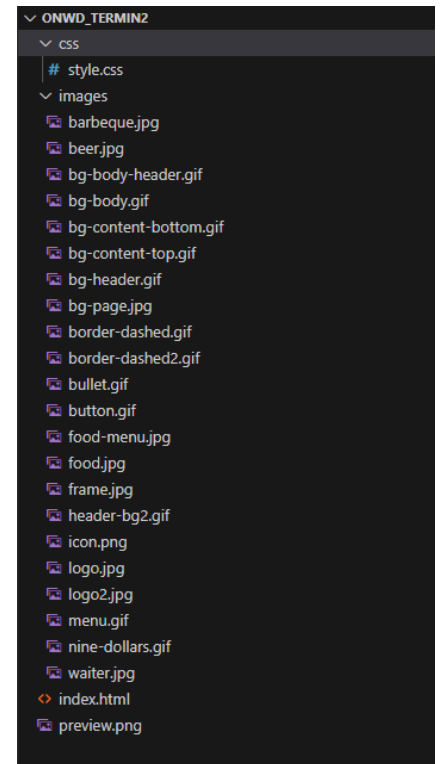 ONWD_TERMIN2
css
# style.css
images
barbeque.jpg
beer.jpg
bg-body-header.gif
bg-body.gif
bg-content-bottom.gif
bg-content-top.gif
bg-header.gif
bg-page.jpg
border-dashed.gif
border-dashed2.gif
bullet.gif
button.gif
food-menu.jpg
food.jpg
frame.jpg
header-bg2.gif
icon.png
logo.jpg
logo2.jpg
menu.gif
nine-dollars.gif
waiter.jpg
<> index.html
preview.png